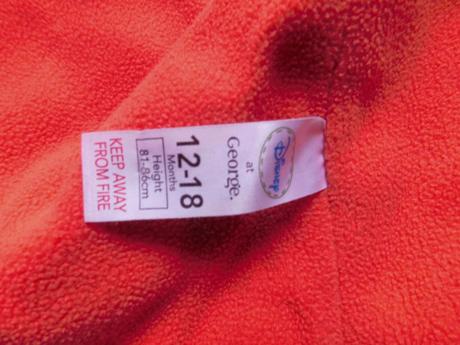 Disney
at
George.
12-18
Months
Height
81-86cm
KEEP AWAY
FROM FIRE